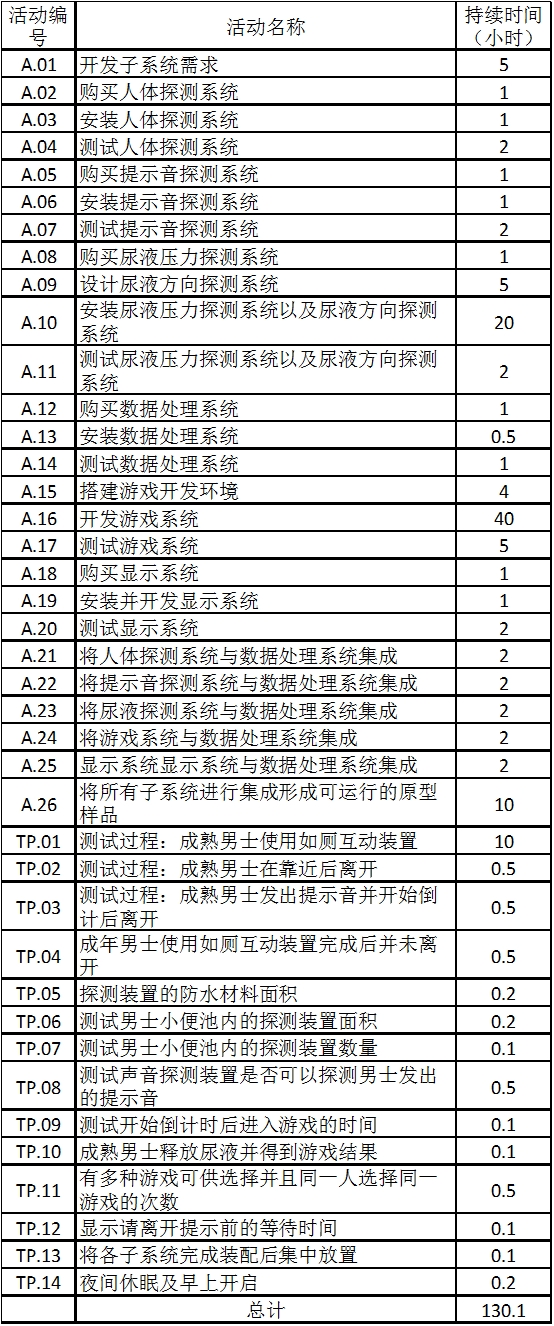 活动编号 活动名称 持续时间（小时）
A.01 开发子系统需求 5
A.02 购买人体探测系统 1
A.03 安装人体探测系统 1
A.04 测试人体探测系统 2
A.05 购买提示音探测系统 1
A.06 安装提示音探测系统 1
A.07 测试提示音探测系统 2
A.08 购买尿液压力探测系统 1
A.09 设计尿液方向探测系统 5
A.10 安装尿液压力探测系统以及尿液方向探测系统 20
A.11 测试尿液压力探测系统以及尿液方向探测系统 2
A.12 购买数据处理系统 1
A.13 安装数据处理系统 0.5
A.14 测试数据处理系统 1
A.15 搭建游戏开发环境 4
A.16 开发游戏系统 40
A.17 测试游戏系统 5
A.18 购买显示系统 1
A.19 安装并开发显示系统 1
A.20 测试显示系统 2
A.21 将人体探测系统与数据处理系统集成 2
A.22 将提示音探测系统与数据处理系统集成 2
A.23 将尿液探测系统与数据处理系统集成 2
A.24 将游戏系统与数据处理系统集成 2
A.25 显示系统显示系统与数据处理系统集成 2
A.26 将所有子系统进行集成形成可运行的原型样品 10
TP.01 测试过程：成熟男士使用如厕互动装置 10
TP.02 测试过程：成熟男士在靠近后离开 0.5
TP.03 测试过程：成熟男士发出提示音并开始倒计后离开 0.5
TP.04 成年男士使用如厕互动装置完成后并未离开 0.5
TP.05 探测装置的防水材料面积 0.2
TP.06 测试男士小便池内的探测装置面积 0.2
TP.07 测试男士小便池内的探测装置数量 0.1
TP.08 测试声音探测装置是否可以探测男士发出的提示音 0.5
TP.09 测试开始倒计时后进入游戏的时间 0.1
TP.10 成熟男士释放尿液并得到游戏结果 0.1
TP.11 有多种游戏可供选择并且同一人选择同一游戏的次数 0.5
TP.12 显示请离开提示前的等待时间 0.1
TP.13 将各子系统完成装配后集中放置 0.1
TP.14 夜间休眠及早上开启 0.2
总计 130.1